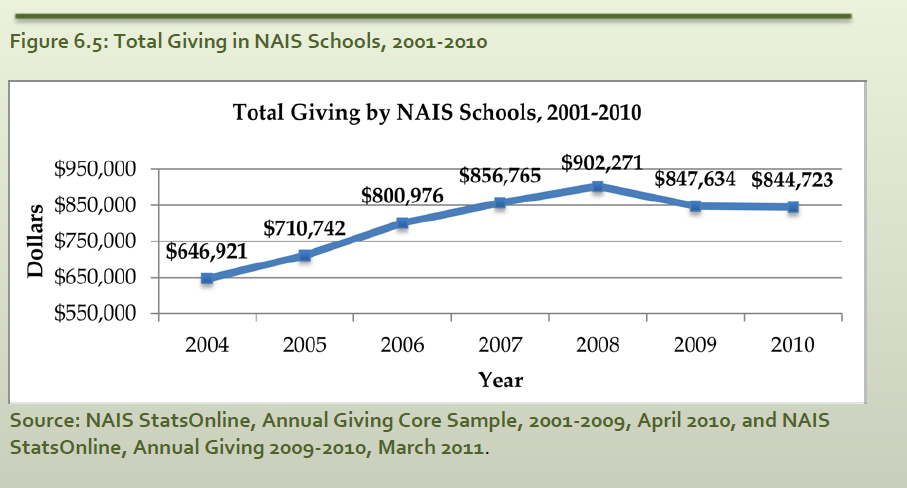 Figure 6.5: Total Giving in NAIS Schools, 2001-2010
Total Giving by NAIS Schools, 2001-2010
Dollars
$950,000
$850,000
$750,000
$650,000
$550,000
$646,921
$710,742
$800,976
$856,765
$902,271
$847,634
$844,723
2004 2005 2006 2007 2008 2009 2010
Year
Source: NAIS StatsOnline, Annual Giving Core Sample, 2001-2009, April 2010, and NAIS
StatsOnline, Annual Giving 2009-2010, March 2011.